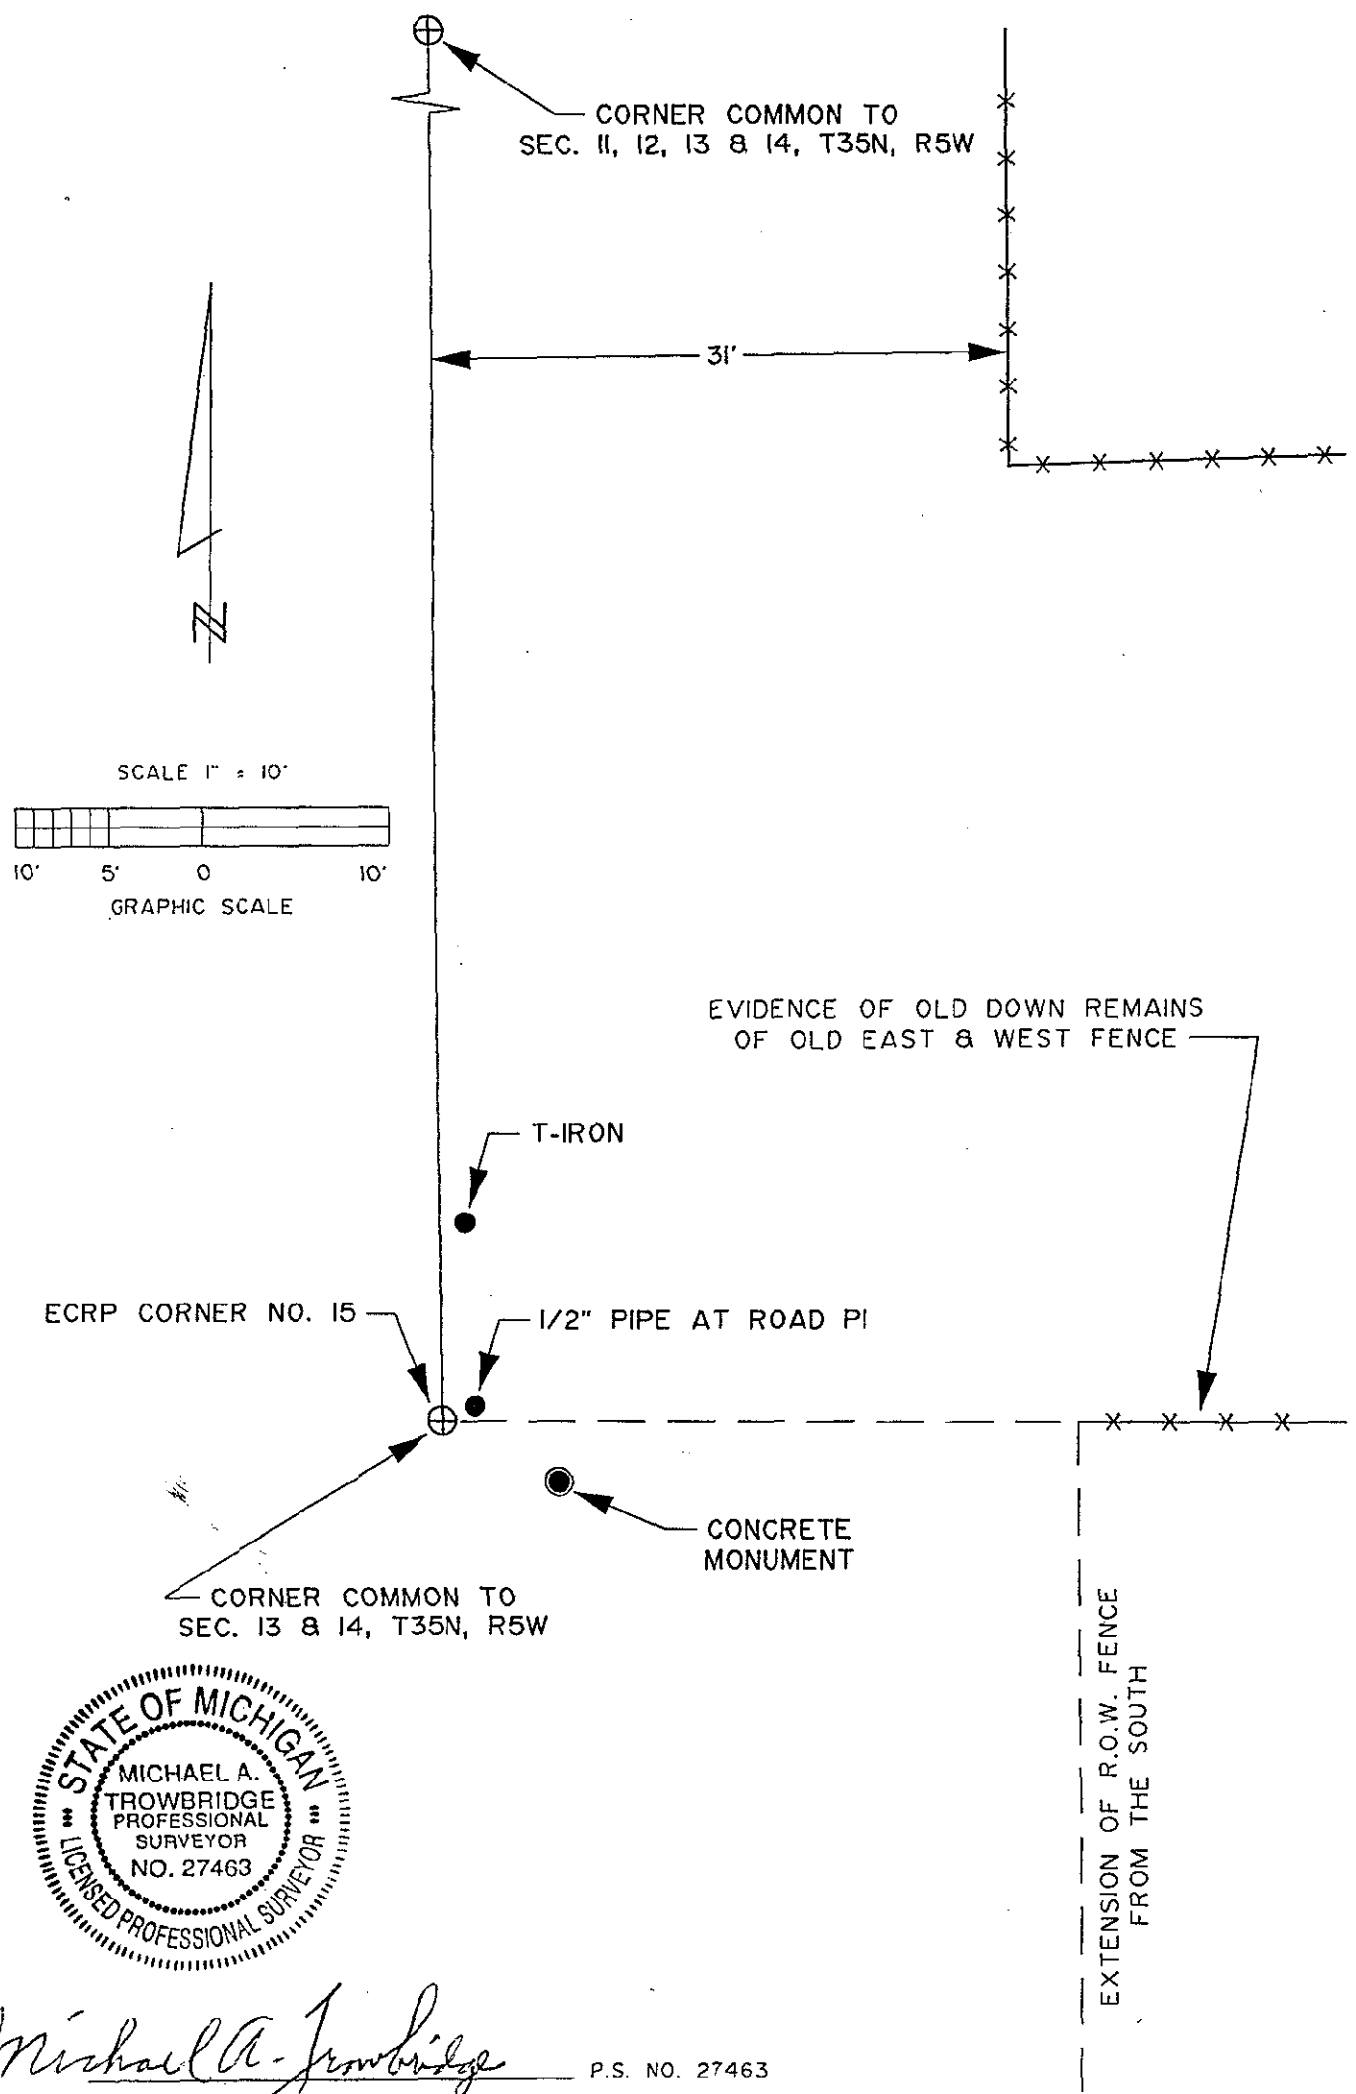 CORNER COMMON TO
SEC. 11, 12, 13 & 14, T35N, R5W
31'
N
SCALE 1" = 10'
10' 5' 0 10'
GRAPHIC SCALE
EVIDENCE OF OLD DOWN REMAINS
OF OLD EAST & WEST FENCE
T-IRON
ECRP CORNER NO. 15
1/2" PIPE AT ROAD PI
CONCRETE
MONUMENT
CORNER COMMON TO
SEC. 13 & 14, T35N, R5W
EXTENSION OF R.O.W. FENCE
FROM THE SOUTH
STATE OF MICHIGAN
MICHAEL A.
TROWBRIDGE
PROFESSIONAL
SURVEYOR
NO. 27463
LICENSED PROFESSIONAL SURVEYOR
Michael A. Trowbridge
P.S. NO. 27463